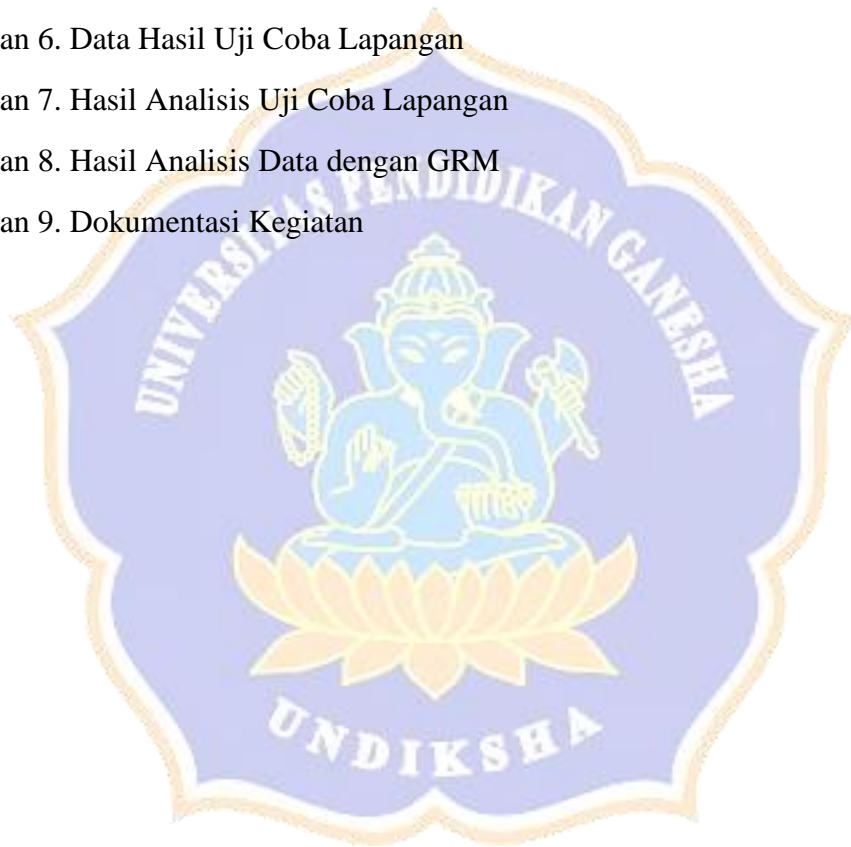 an 6. Data Hasil Uji Coba Lapangan
an 7. Hasil Analisis Uji Coba Lapangan
an 8. Hasil Analisis Data dengan GRM
an 9. Dokumentasi Kegiatan
UNIVERSITAS PENDIDIKAN GANESHA
UNDIKSHA